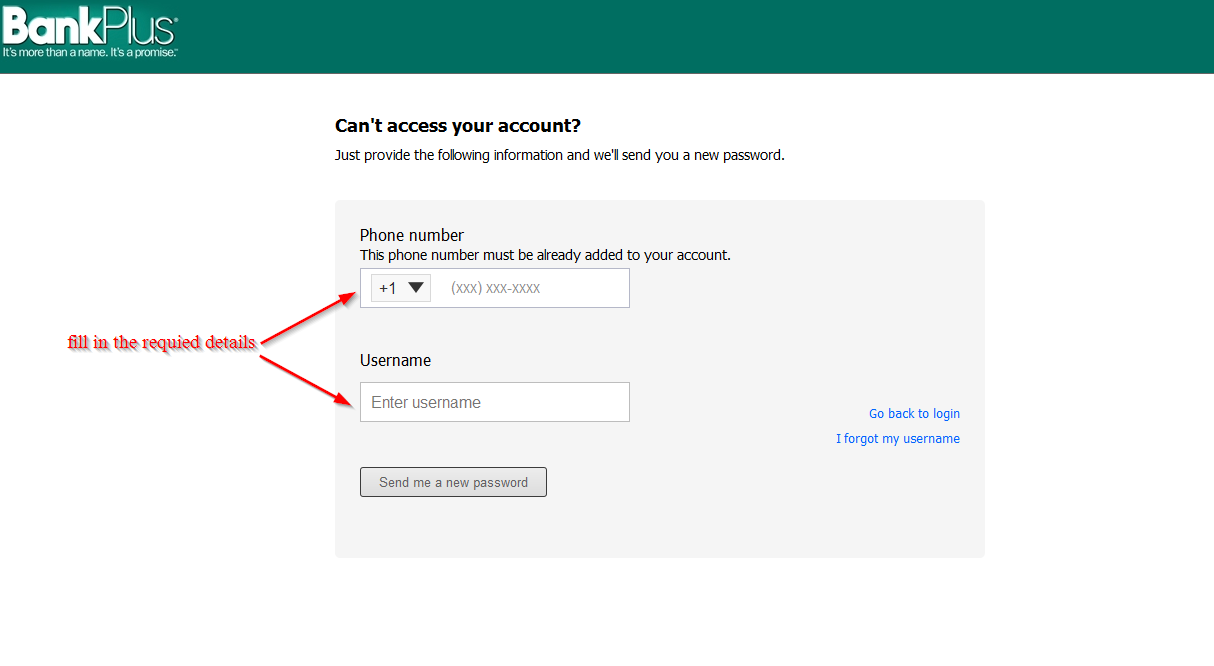 BankPlus®
It's more than a name. It's a promise.™
Can't access your account?
Just provide the following information and we'll send you a new password.
Phone number
This phone number must be already added to your account.
+1 (xxx) xxx-xxxx
fill in the requied details
Username
Enter username
Go back to login
I forgot my username
Send me a new password